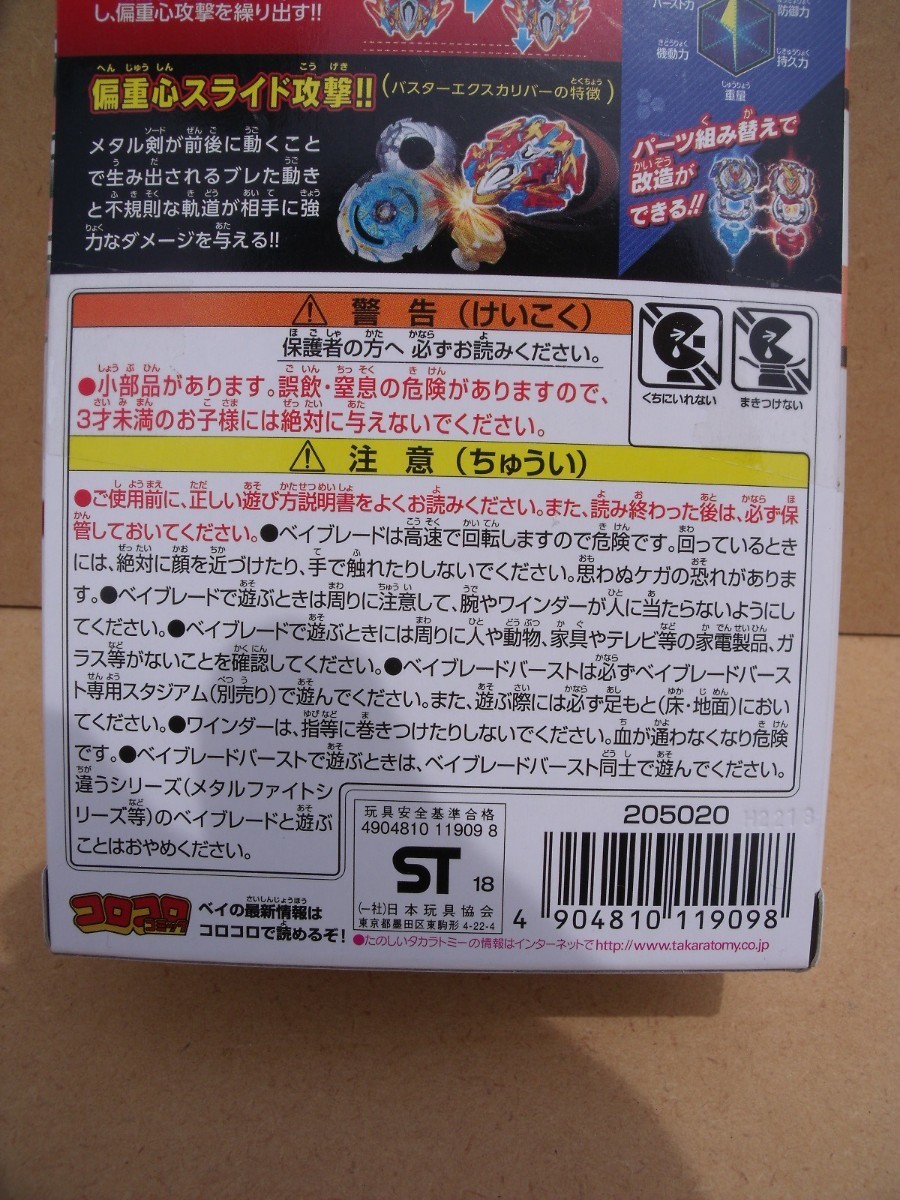 し、偏重心攻撃を繰り出す!!
防御力
機動力
持久力
重量
偏重心スライド攻撃!!(バスターエクスカリバーの特徴)
メタル剣が前後に動くこと
で生み出されるブレた動き
と不規則な軌道が相手に強
力なダメージを与える!!
パーツ組み替えで
改造が
できる!!
警告(けいこく)
保護者の方へ 必ずお読みください。
●小部品があります。誤飲・窒息の危険がありますので、
3才未満のお子様には絶対に与えないでください。
くちにいれない
まきつけない
注意(ちゅうい)
●ご使用前に、正しい遊び方説明書をよくお読みください。また、読み終わった後は、必ず保
管しておいてください。●ベイブレードは高速で回転しますので危険です。回っているとき
には、絶対に顔を近づけたり、手で触れたりしないでください。思わぬケガの恐れがありま
す。●ベイブレードで遊ぶときは周りに注意して、腕やワインダーが人に当たらないようにし
てください。●ベイブレードで遊ぶときには周りに人や動物、家具やテレビ等の家電製品、ガ
ラス等がないことを確認してください。●ベイブレードバーストは必ずベイブレードバース
ト専用スタジアム(別売り)で遊んでください。また、遊ぶ際には必ず足もと(床・地面)におい
てください。●ワインダーは、指等に巻きつけたりしないでください。血が通わなくなり危険
です。●ベイブレードバーストで遊ぶときは、ベイブレードバースト同士で遊んでください。
違うシリーズ(メタルファイトシ
リーズ等)のベイブレードと遊ぶ
ことはおやめください。
玩具安全基準合格
4904810 11909 8
ST 18
(一社)日本玩具協会
東京都墨田区東駒形 4-22-4
205020
4 904810 119098
コロコロ
コミック
ベイの最新情報は
コロコロで読めるぞ!
●たのしいタカラトミーの情報はインターネットで http://www.takaratomy.co.jp